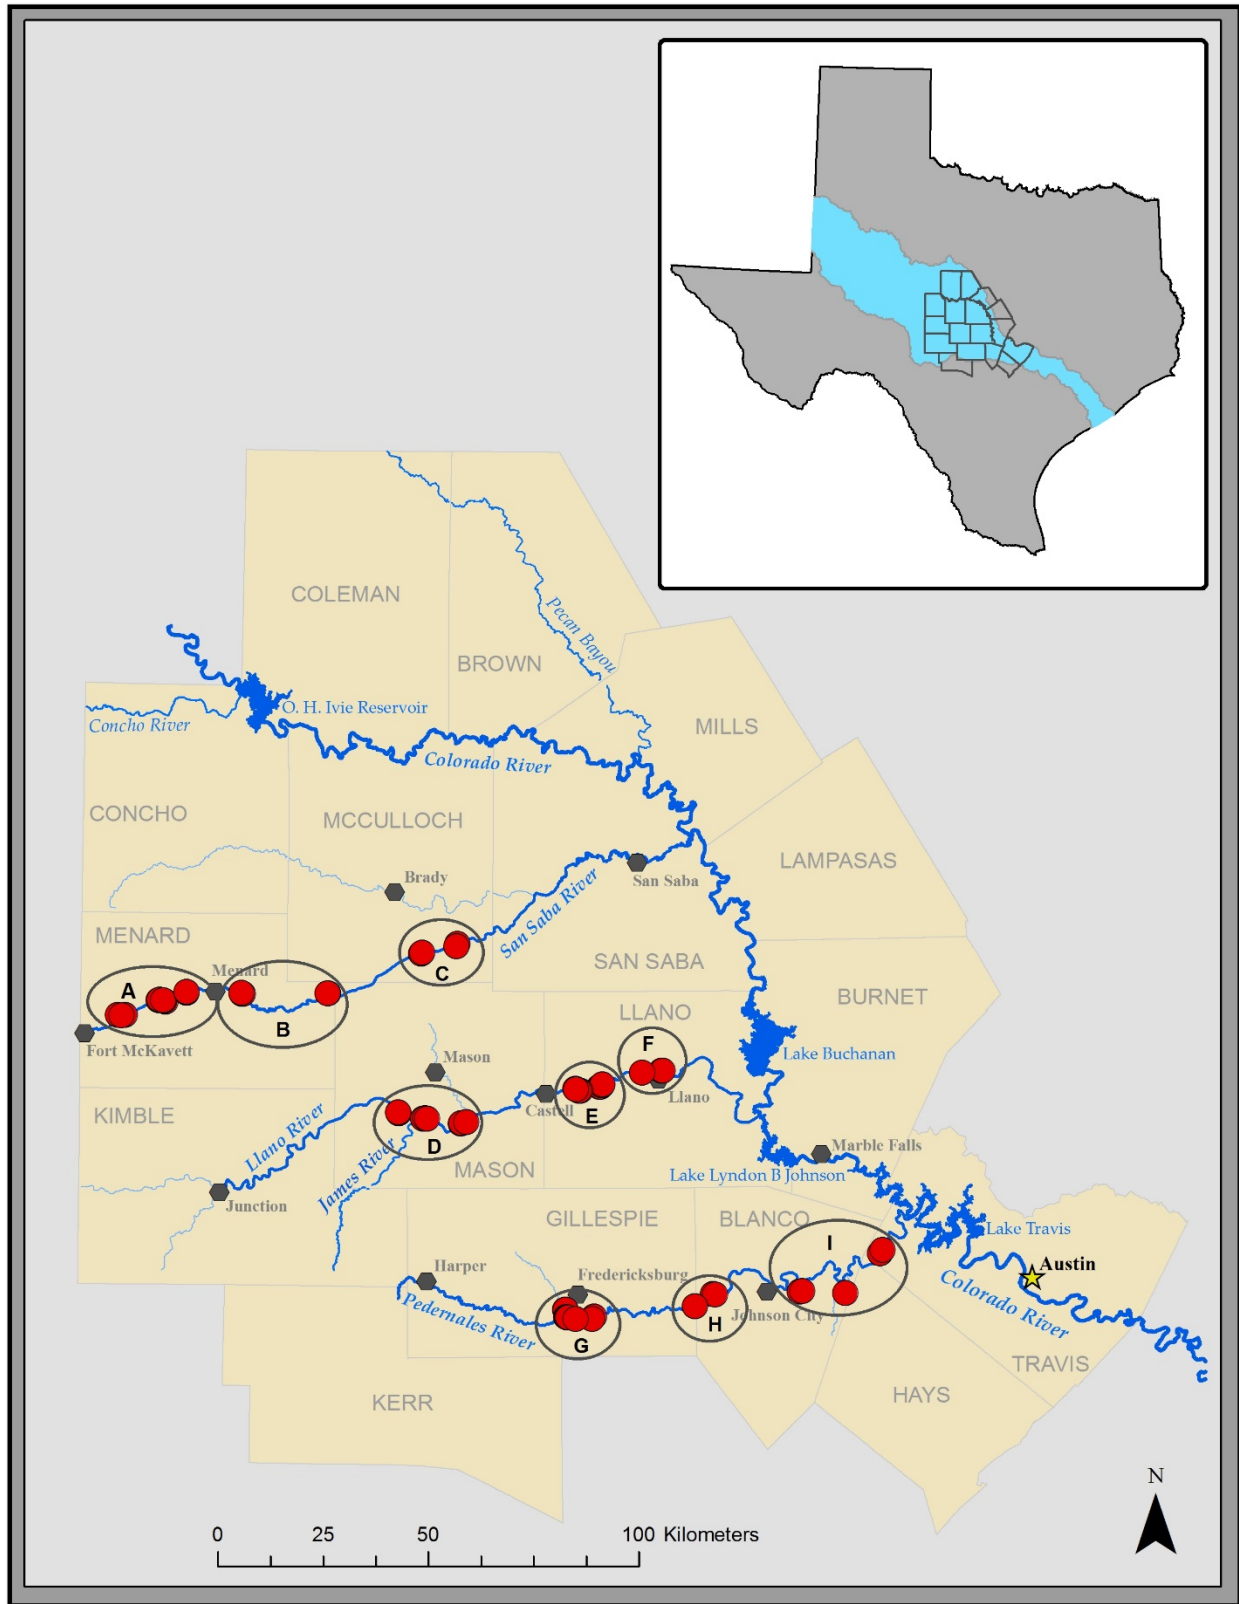 COLEMAN
Pecan Bayou
BROWN
O. H. Ivie Reservoir
Concho River
MILLS
Colorado River
CONCHO
MCCULLOCH
LAMPASAS
Brady
San Saba
San Saba River
MENARD
C
SAN SABA
Menard
A
B
BURNET
LLANO
Fort McKavett
F
Lake Buchanan
Mason
Llano
Castell
E
KIMBLE
D
Llano River
Marble Falls
James River
MASON
Lake Lyndon B Johnson
Junction
GILLESPIE
BLANCO
I
Lake Travis
Austin
Harper
Fredericksburg
Pedernales River
H
Johnson City
Colorado River
G
TRAVIS
HAYS
KERR
N
0 25 50 100 Kilometers